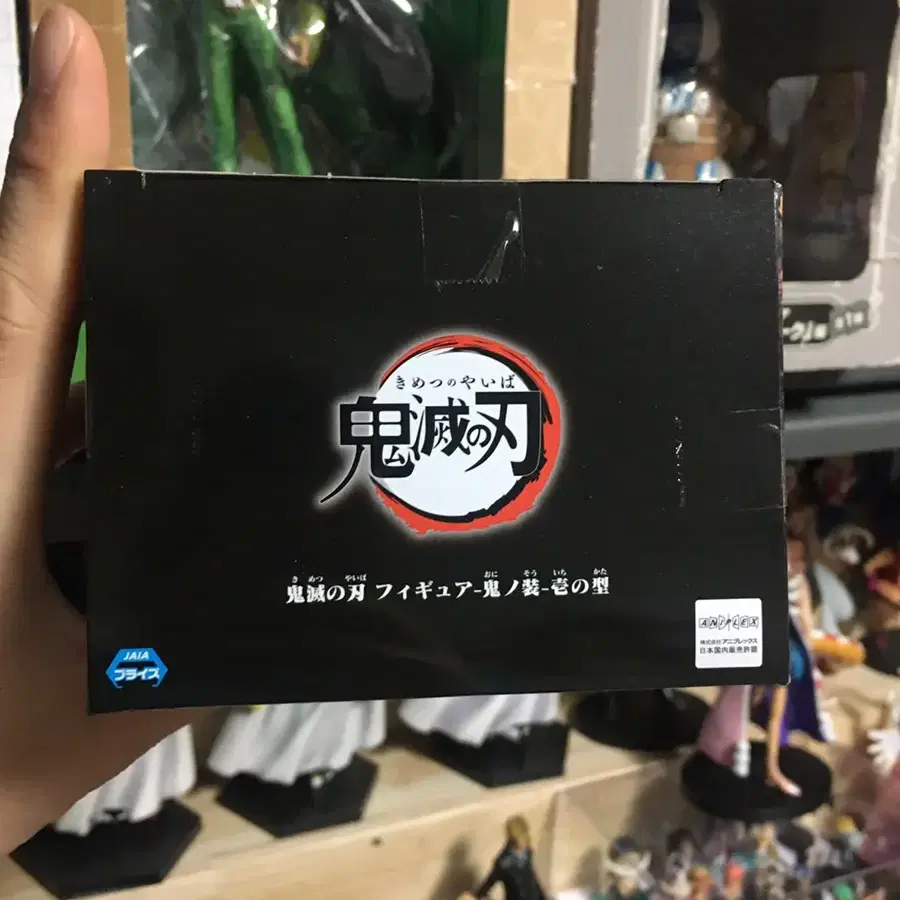 きめつのやいば
鬼滅の刃
き めつ やいば おに そう いち かた
鬼滅の刃 フィギュア-鬼ノ装-壱の型
JAIA
プライズ
ANIPLEX
株式会社アニプレックス
日本国内販売許諾
全1種